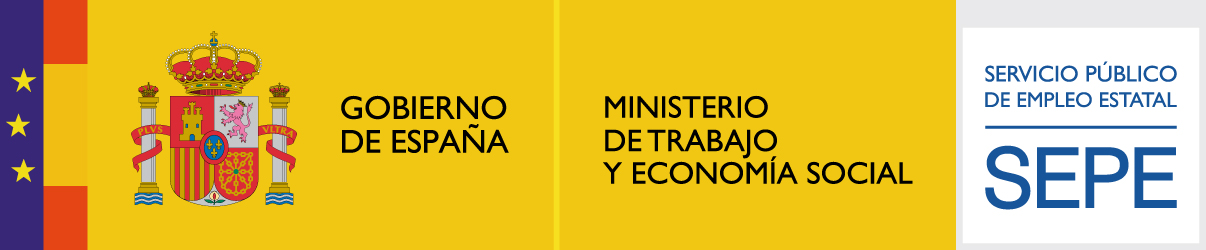 PLVS
VLTRA
GOBIERNO
DE ESPAÑA
MINISTERIO
DE TRABAJO
Y ECONOMÍA SOCIAL
SERVICIO PÚBLICO
DE EMPLEO ESTATAL
SEPE